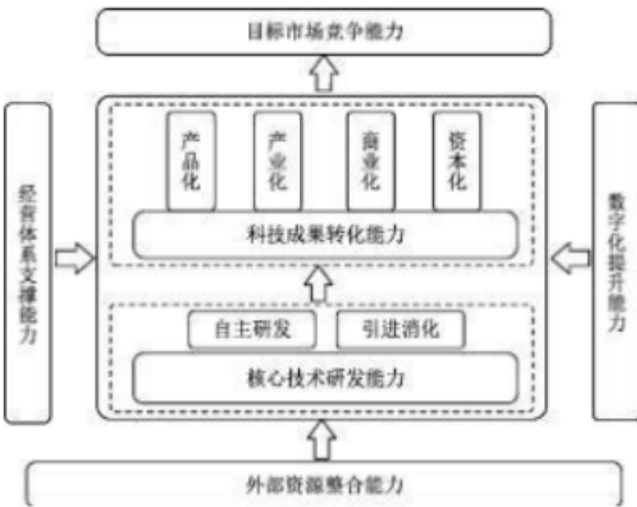 目标市场竞争能力
产品化
产业化
商业化
资本化
科技成果转化能力
经营体系支撑能力
数字化提升能力
自主研发
引进消化
核心技术研发能力
外部资源整合能力